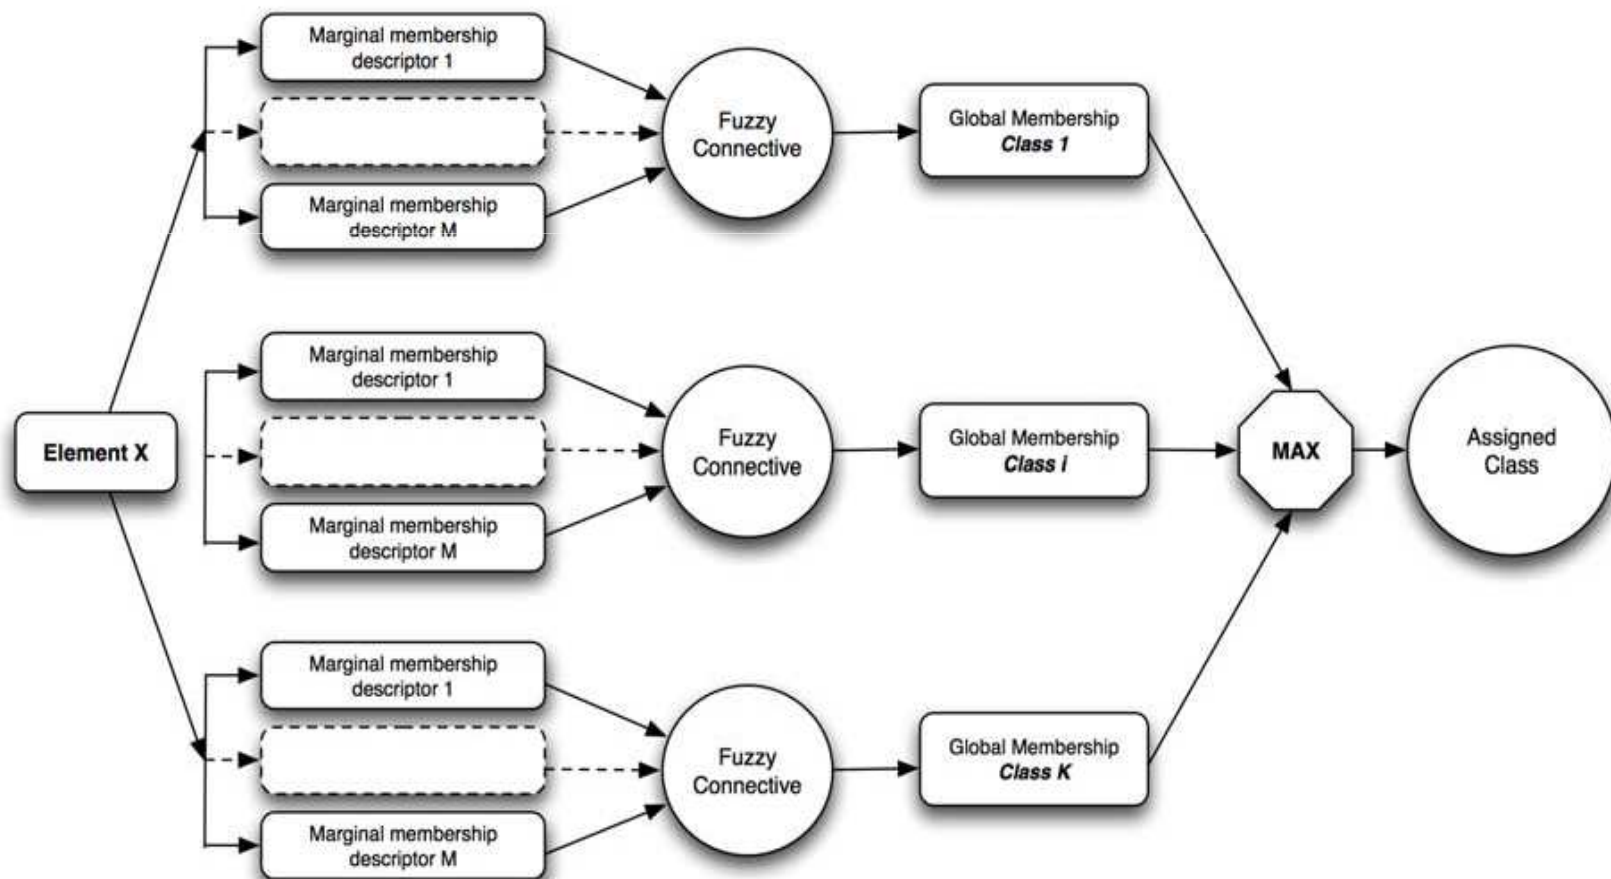 Marginal membership
descriptor 1
Marginal membership
descriptor M
Fuzzy
Connective
Global Membership
Class 1
Element X
Marginal membership
descriptor 1
Marginal membership
descriptor M
Fuzzy
Connective
Global Membership
Class i
MAX
Assigned
Class
Marginal membership
descriptor 1
Marginal membership
descriptor M
Fuzzy
Connective
Global Membership
Class K